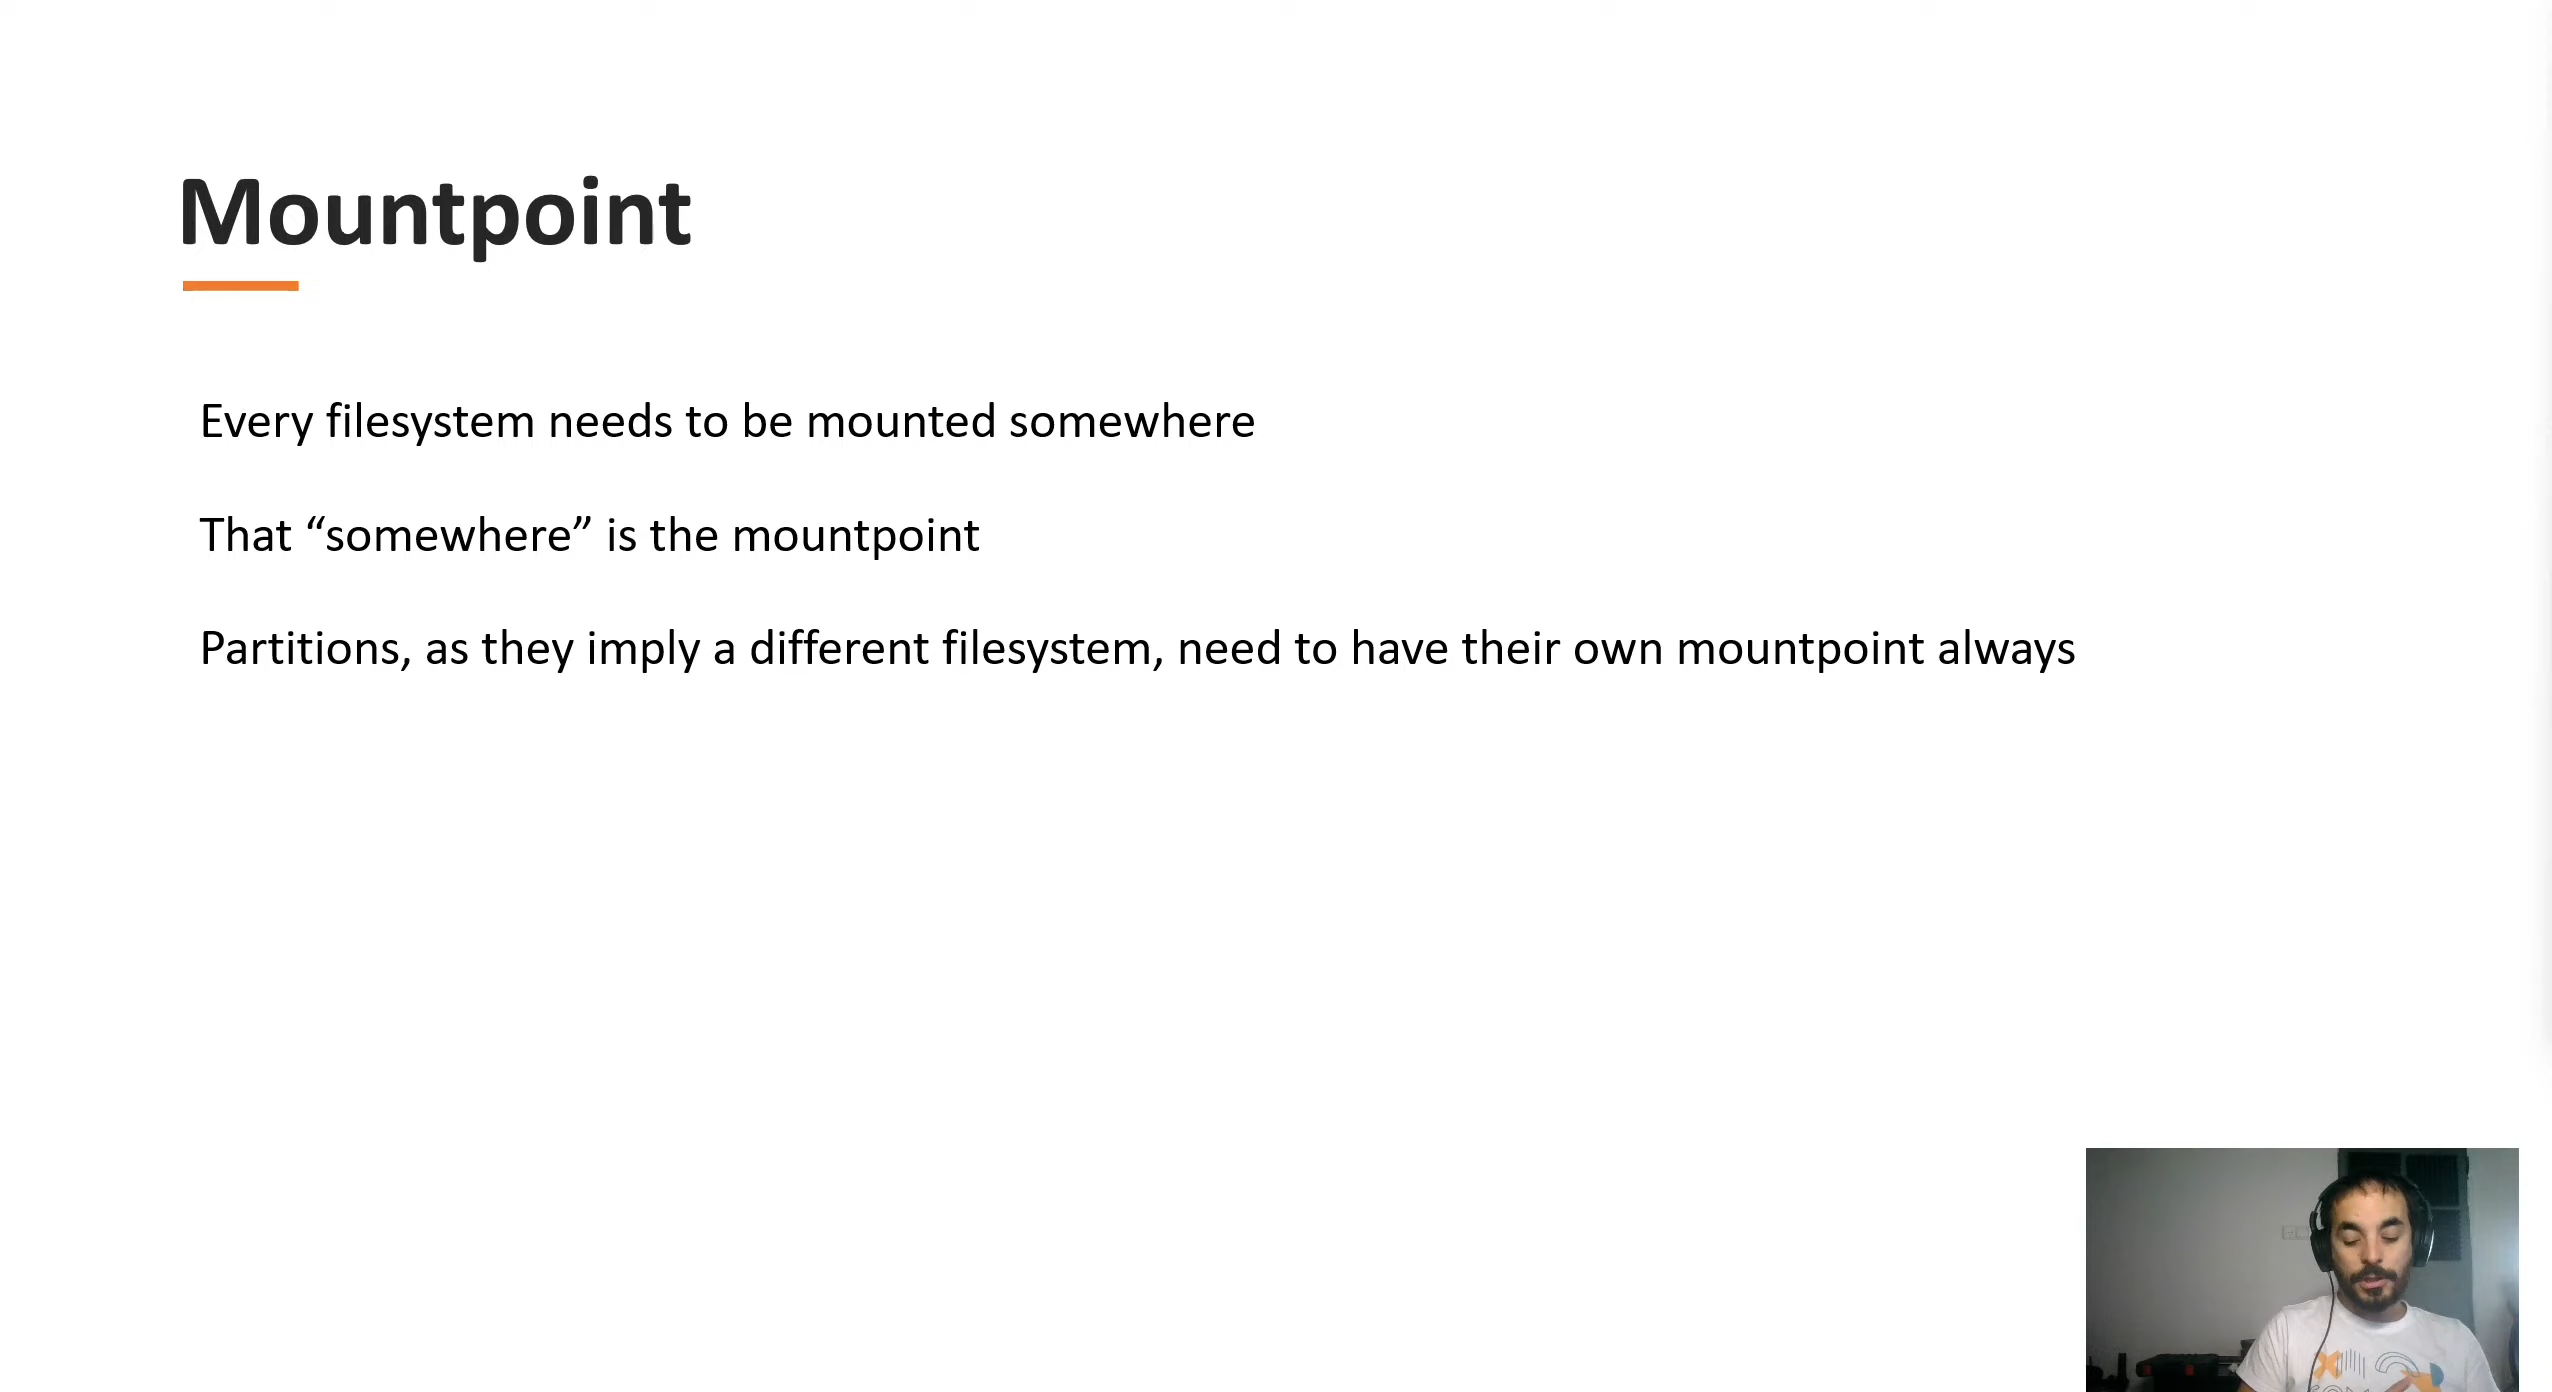 Mountpoint
Every filesystem needs to be mounted somewhere
That “somewhere” is the mountpoint
Partitions, as they imply a different filesystem, need to have their own mountpoint always